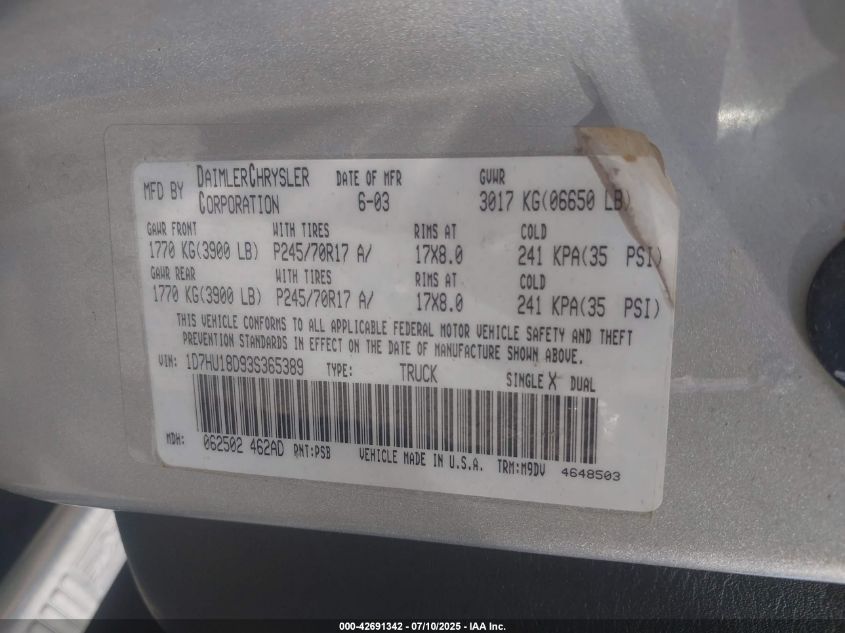 MFD BY DAIMLERCHRYSLER CORPORATION DATE OF MFR 6-03 GVWR 3017 KG(06650 LB)
GAWR FRONT WITH TIRES RIMS AT COLD
1770 KG(3900 LB) P245/70R17 A/ 17X8.0 241 KPA(35 PSI)
GAWR REAR WITH TIRES RIMS AT COLD
1770 KG(3900 LB) P245/70R17 A/ 17X8.0 241 KPA(35 PSI)
THIS VEHICLE CONFORMS TO ALL APPLICABLE FEDERAL MOTOR VEHICLE SAFETY AND THEFT
PREVENTION STANDARDS IN EFFECT ON THE DATE OF MANUFACTURE SHOWN ABOVE.
VIN: 1D7HU18D93S365389 TYPE: TRUCK SINGLE X DUAL
MDH: 062502 462AD PNT:PSB VEHICLE MADE IN U.S.A. TRM:M9DV 4648503
000-42691342 / 07/10/2025 - IAA Inc.